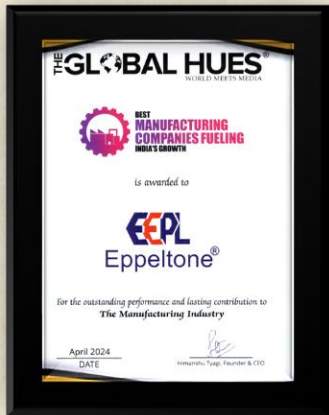 THE GLOBAL HUES®
WORLD MEETS MEDIA
BEST
MANUFACTURING
COMPANIES FUELING
INDIA'S GROWTH
is awarded to
EEPL
Eppeltone®
For the outstanding performance and lasting contribution to
The Manufacturing Industry
April 2024
DATE
Himanshu Tyagi, Founder & CEO